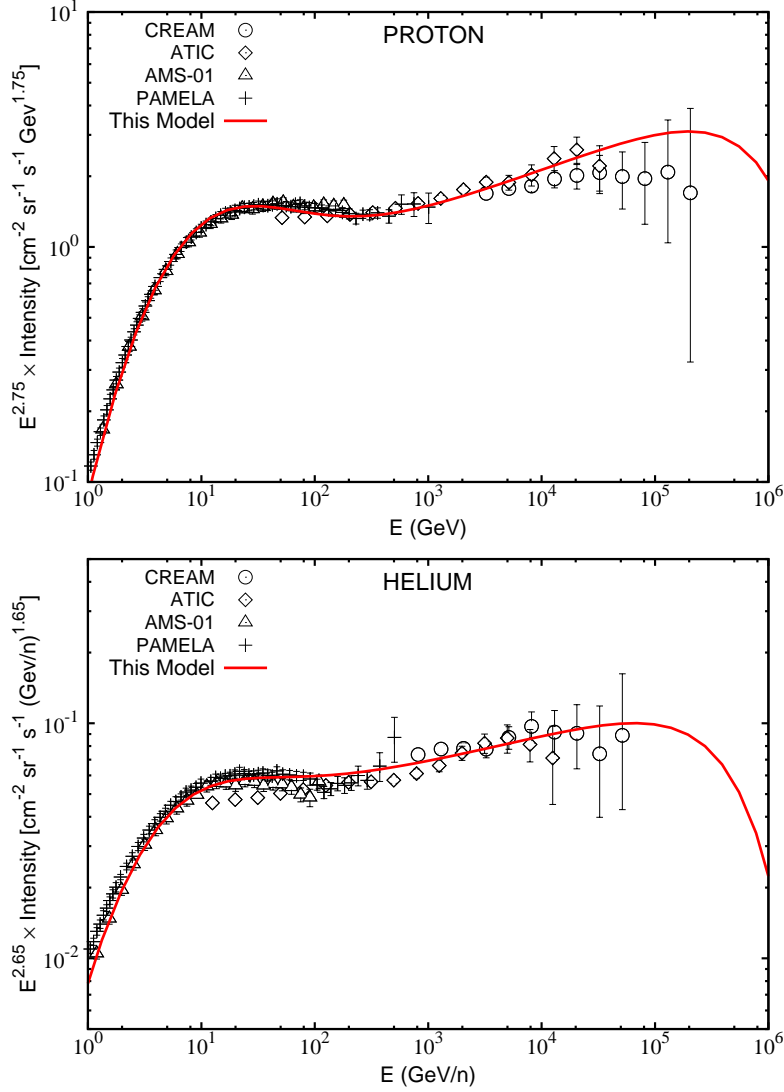 PROTON
CREAM
ATIC
AMS-01
PAMELA
This Model
E^2.75 × Intensity [cm^-2 sr^-1 s^-1 Gev^1.75]
10^1
10^0
10^-1
10^0 10^1 10^2 10^3 10^4 10^5 10^6
E (GeV)
HELIUM
CREAM
ATIC
AMS-01
PAMELA
This Model
E^2.65 × Intensity [cm^-2 sr^-1 s^-1 (Gev/n)^1.65]
10^-1
10^-2
10^0 10^1 10^2 10^3 10^4 10^5 10^6
E (GeV/n)